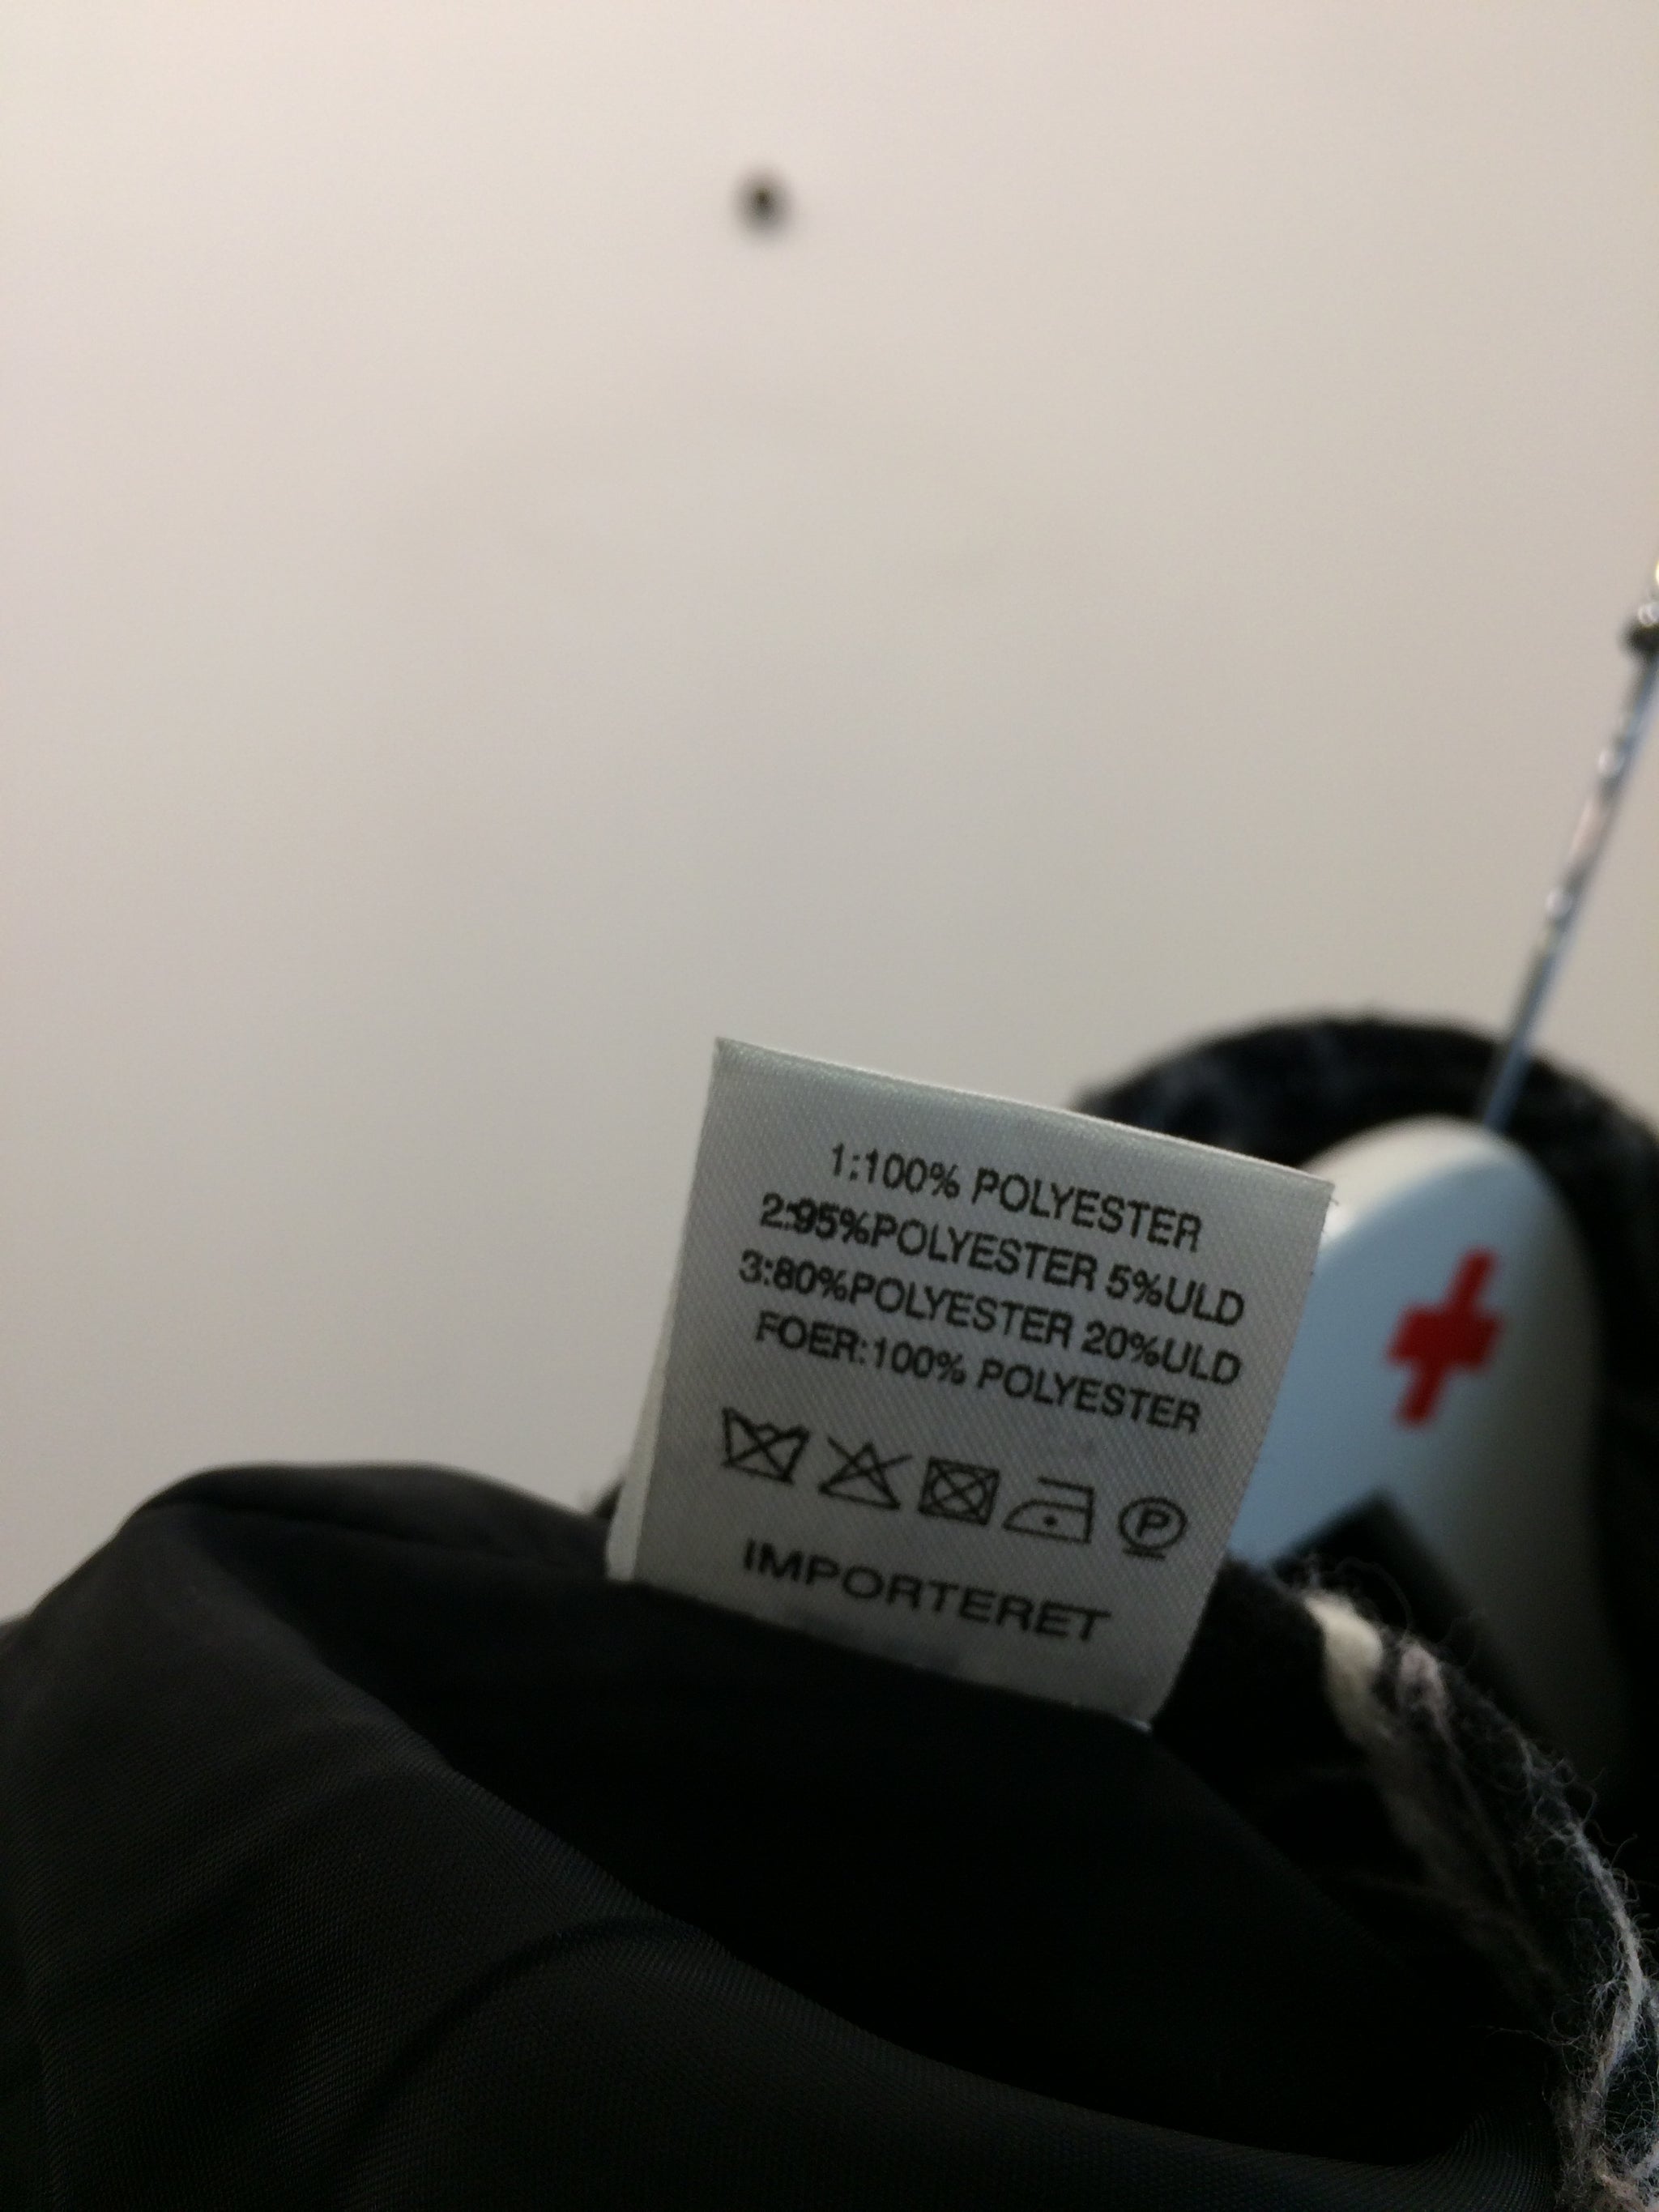 1:100% POLYESTER
2:95%POLYESTER 5%ULD
3:80%POLYESTER 20%ULD
FOER:100% POLYESTER
P
IMPORTERET